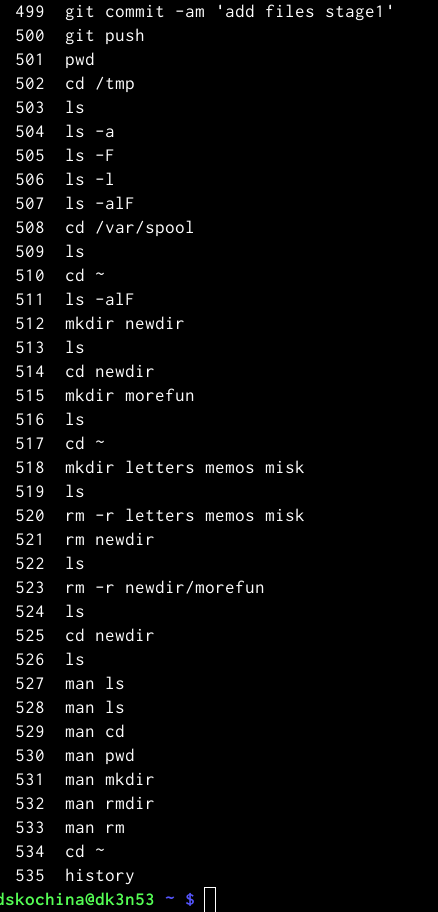 499 git commit -am 'add files stage1'
500 git push
501 pwd
502 cd /tmp
503 ls
504 ls -a
505 ls -F
506 ls -l
507 ls -alF
508 cd /var/spool
509 ls
510 cd ~
511 ls -alF
512 mkdir newdir
513 ls
514 cd newdir
515 mkdir morefun
516 ls
517 cd ~
518 mkdir letters memos misk
519 ls
520 rm -r letters memos misk
521 rm newdir
522 ls
523 rm -r newdir/morefun
524 ls
525 cd newdir
526 ls
527 man ls
528 man ls
529 man cd
530 man pwd
531 man mkdir
532 man rmdir
533 man rm
534 cd ~
535 history
dskochina@dk3n53 ~ $